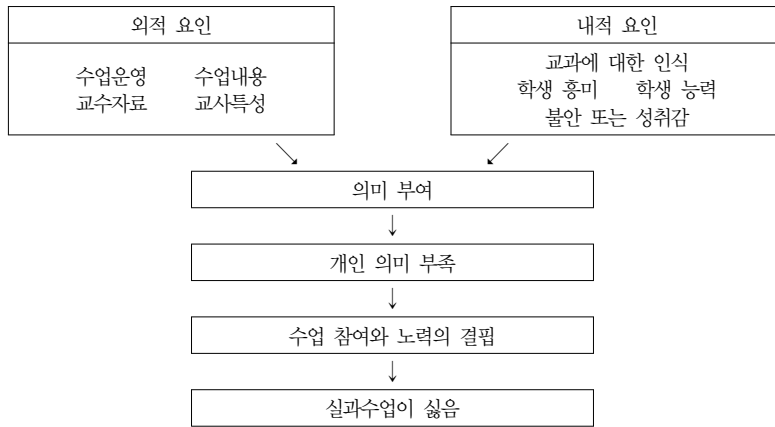 외적 요인
수업운영 수업내용
교수자료 교사특성
내적 요인
교과에 대한 인식
학생 흥미 학생 능력
불안 또는 성취감
의미 부여
개인 의미 부족
수업 참여와 노력의 결핍
실과수업이 싫음